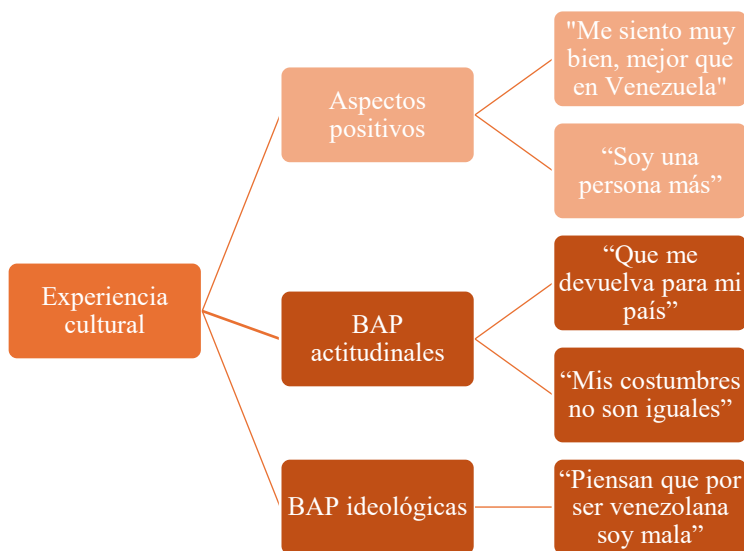 Experiencia
cultural
Aspectos
positivos
"Me siento muy
bien, mejor que
en Venezuela"
“Soy una
persona más”
BAP
actitudinales
“Que me
devuelva para mi
país”
“Mis costumbres
no son iguales”
BAP ideológicas
“Piensan que por
ser venezolana
soy mala”